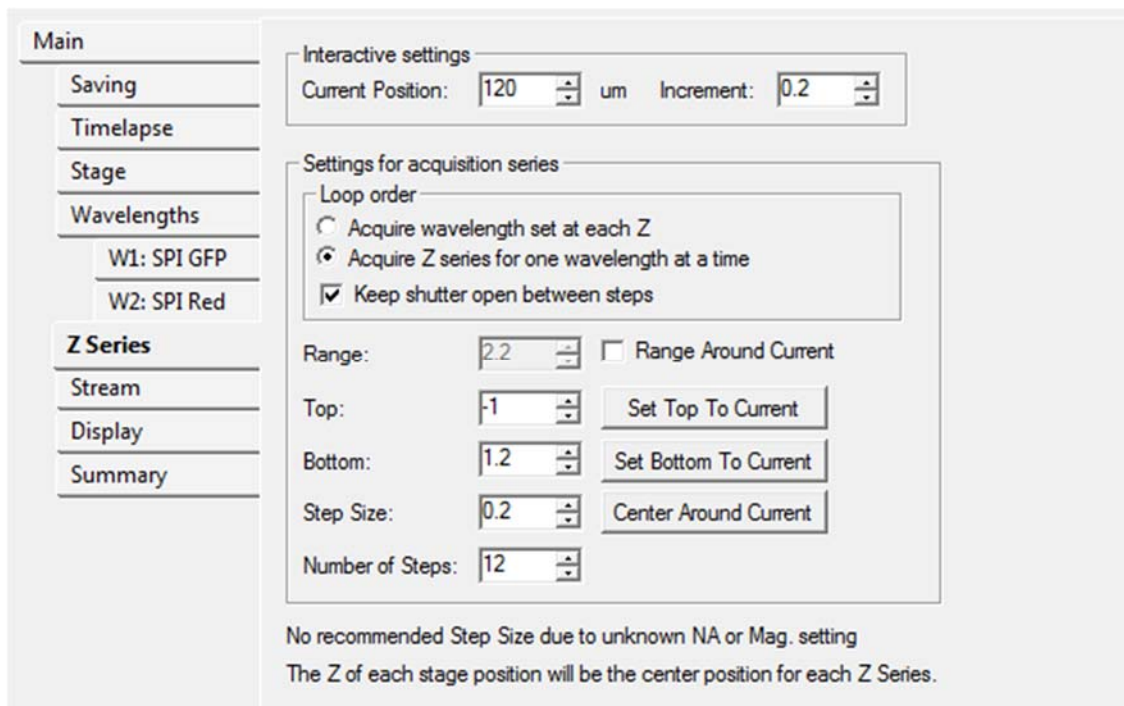 Main
Saving
Timelapse
Stage
Wavelengths
W1: SPI GFP
W2: SPI Red
Z Series
Stream
Display
Summary
Interactive settings
Current Position: 120 um Increment: 0.2
Settings for acquisition series
Loop order
Acquire wavelength set at each Z
Acquire Z series for one wavelength at a time
Keep shutter open between steps
Range: 2.2 Range Around Current
Top: -1 Set Top To Current
Bottom: 1.2 Set Bottom To Current
Step Size: 0.2 Center Around Current
Number of Steps: 12
No recommended Step Size due to unknown NA or Mag. setting
The Z of each stage position will be the center position for each Z Series.